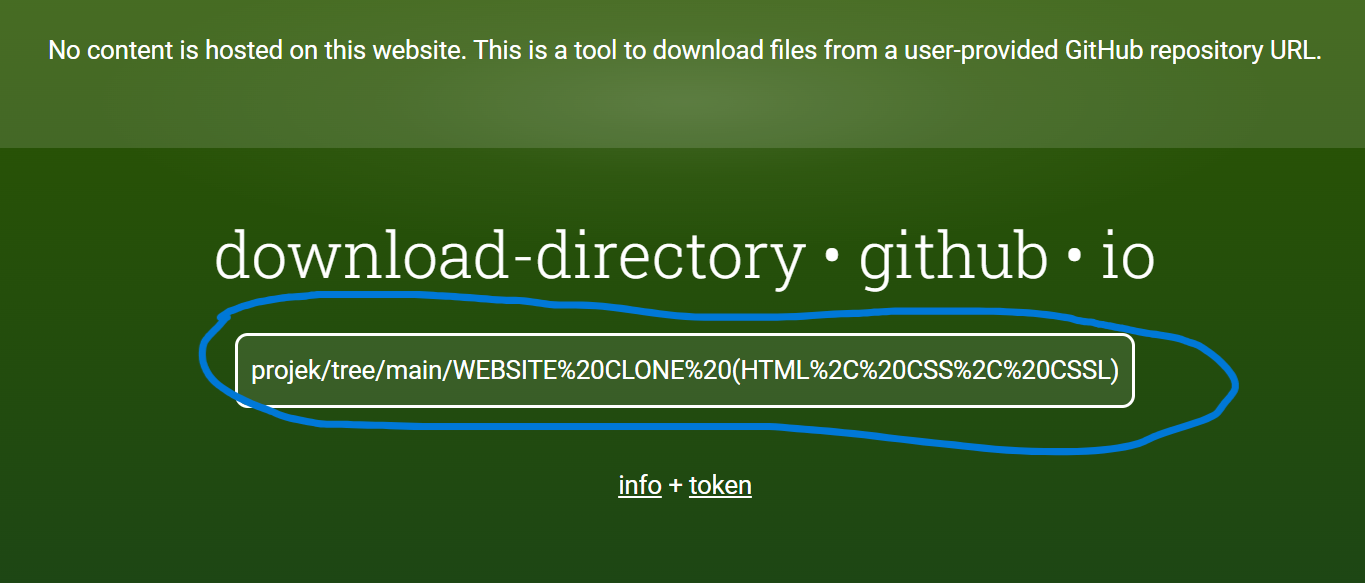 No content is hosted on this website. This is a tool to download files from a user-provided GitHub repository URL.
download-directory • github • io
projek/tree/main/WEBSITE%20CLONE%20(HTML%2C%20CSS%2C%20CSSL)
info + token